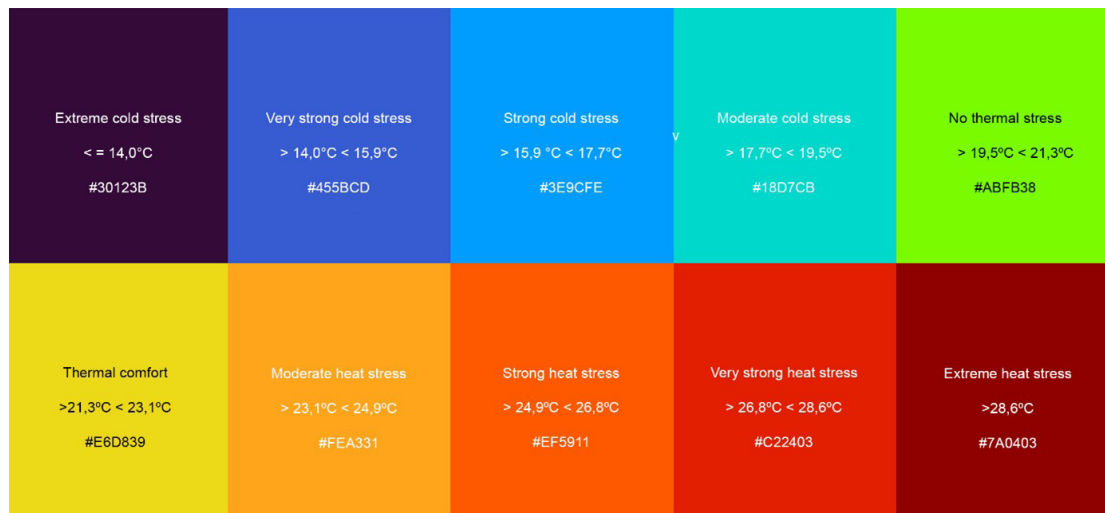 Extreme cold stress
< = 14,0°C
#30123B
Very strong cold stress
> 14,0°C < 15,9°C
#455BCD
Strong cold stress
> 15,9 °C < 17,7°C
#3E9CFE
v
Moderate cold stress
> 17,7ºC < 19,5ºC
#18D7CB
No thermal stress
> 19,5ºC < 21,3ºC
#ABFB38
Thermal comfort
>21,3ºC < 23,1ºC
#E6D839
Moderate heat stress
> 23,1ºC < 24,9ºC
#FEA331
Strong heat stress
> 24,9ºC < 26,8ºC
#EF5911
Very strong heat stress
> 26,8ºC < 28,6ºC
#C22403
Extreme heat stress
>28,6ºC
#7A0403